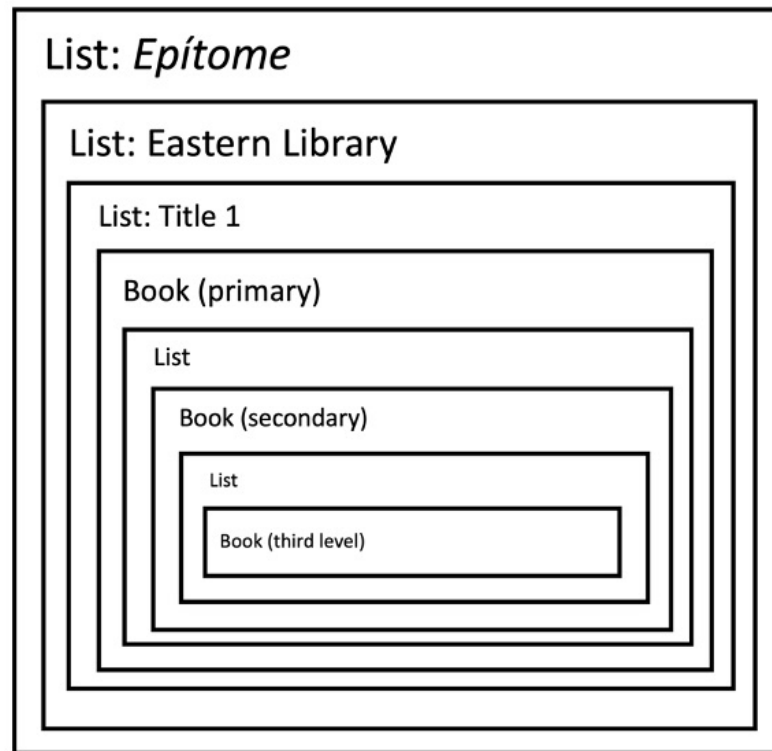 List: Epítome
List: Eastern Library
List: Title 1
Book (primary)
List
Book (secondary)
List
Book (third level)